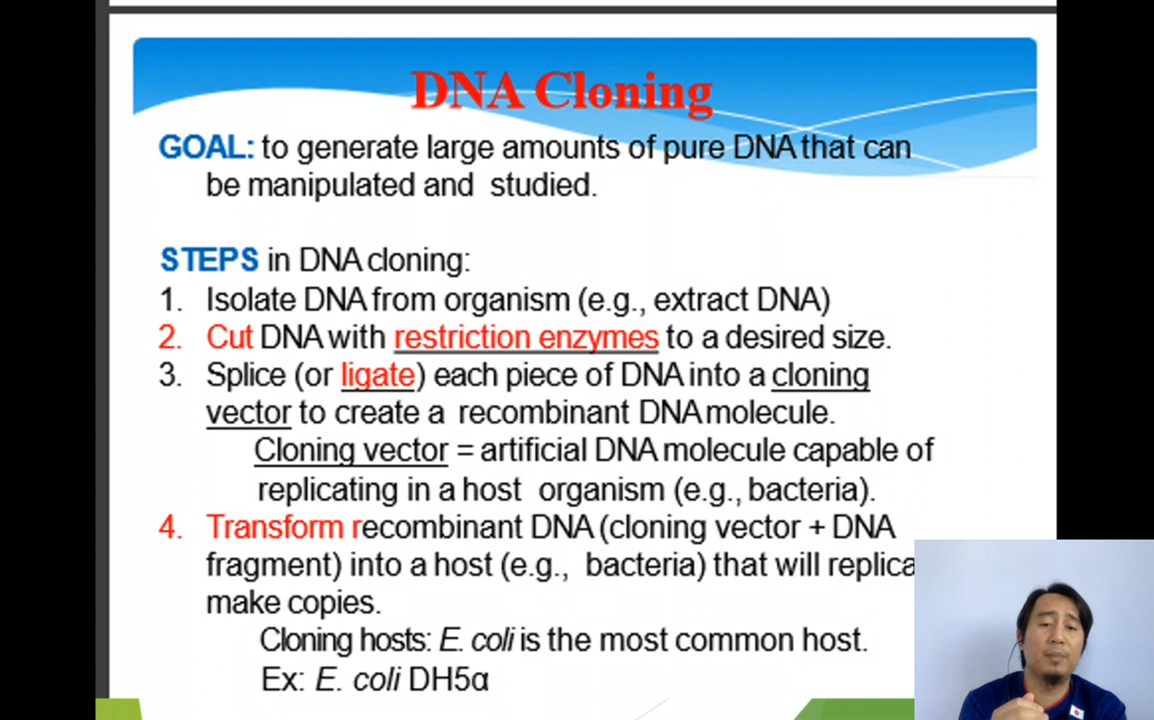 DNA Cloning
GOAL: to generate large amounts of pure DNA that can
be manipulated and studied.
STEPS in DNA cloning:
1. Isolate DNA from organism (e.g., extract DNA)
2. Cut DNA with restriction enzymes to a desired size.
3. Splice (or ligate) each piece of DNA into a cloning
vector to create a recombinant DNA molecule.
Cloning vector = artificial DNA molecule capable of
replicating in a host organism (e.g., bacteria).
4. Transform recombinant DNA (cloning vector + DNA
fragment) into a host (e.g., bacteria) that will replica
make copies.
Cloning hosts: E. coli is the most common host.
Ex: E. coli DH5α